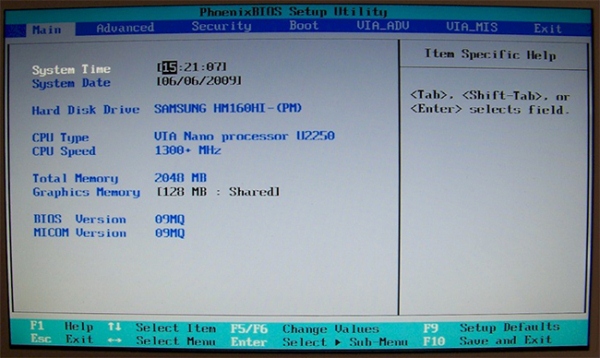 PhoenixBIOS Setup Utility
Main Advanced Security Boot VIA_ADV VIA_MIS Exit
Item Specific Help
System Time [15:21:07]
System Date [06/06/2009]
<Tab>, <Shift-Tab>, or
<Enter> selects field.
Hard Disk Drive SAMSUNG HM160HI-(PM)
CPU Type VIA Nano processor U2250
CPU Speed 1300+ MHz
Total Memory 2048 MB
Graphics Memory [128 MB : Shared]
BIOS Version 09MQ
MICOM Version 09MQ
F1 Help ↑↓ Select Item F5/F6 Change Values F9 Setup Defaults
Esc Exit ↔ Select Menu Enter Select ▶ Sub-Menu F10 Save and Exit